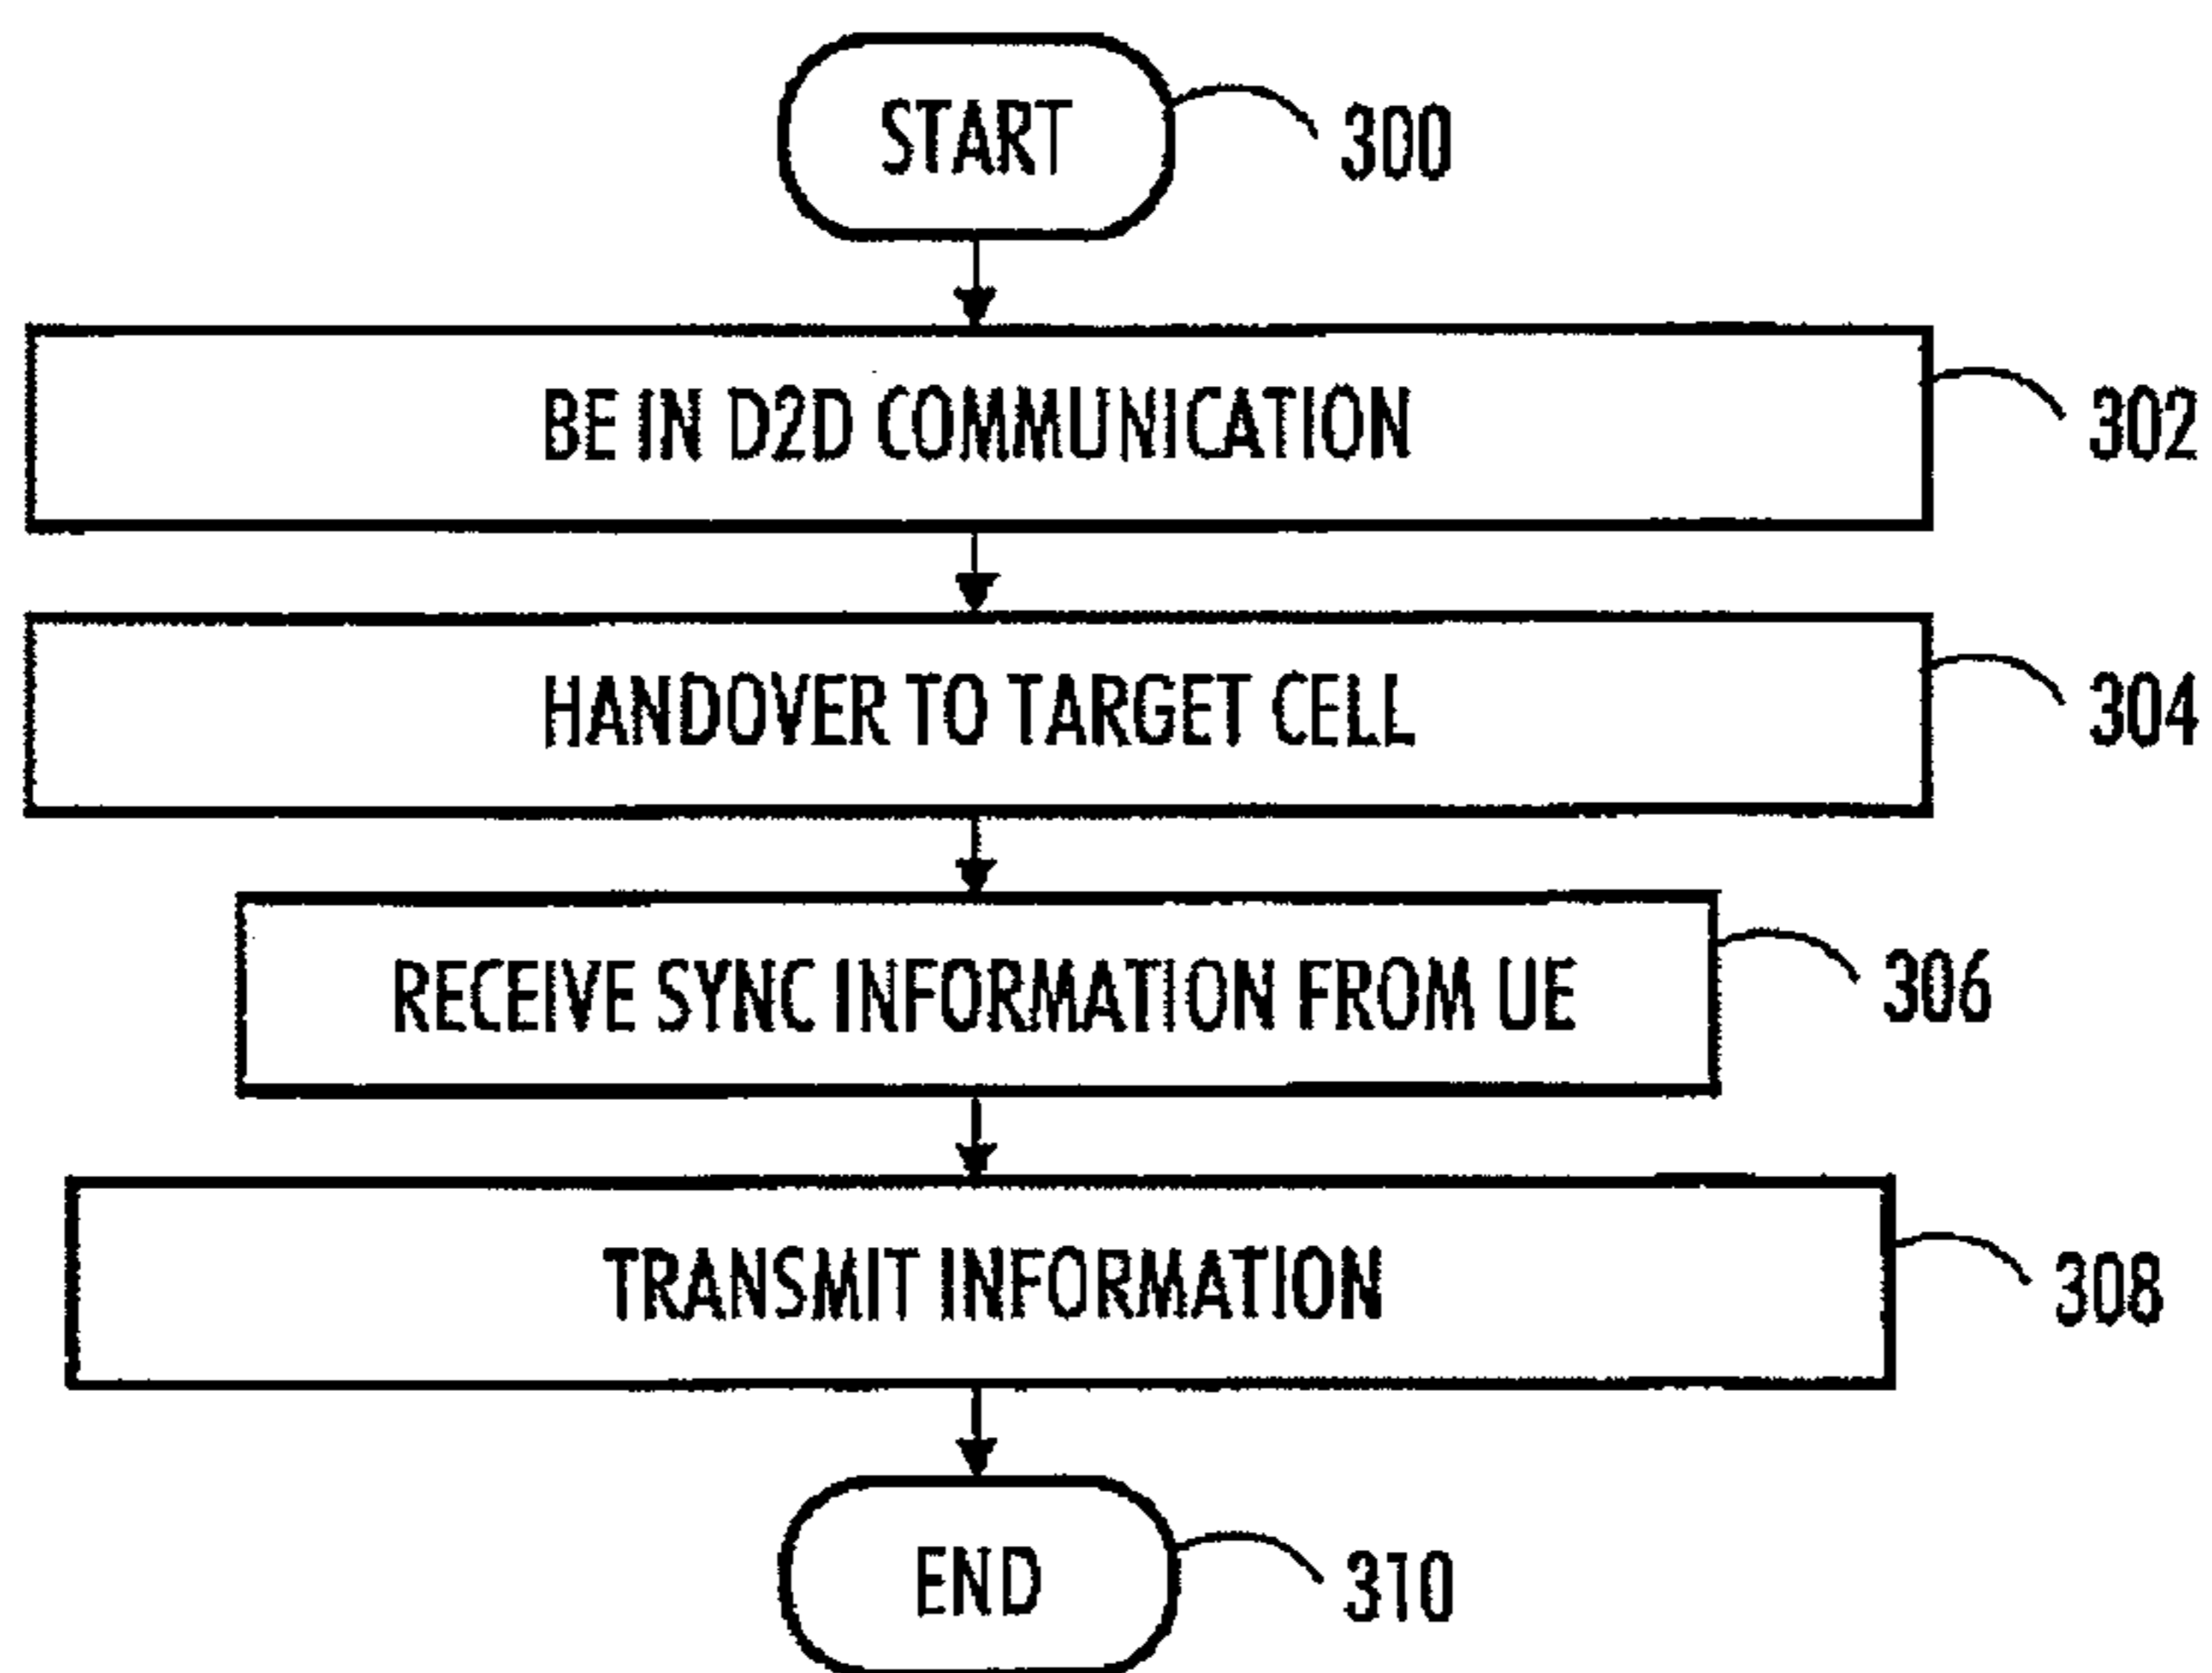 START
300
BE IN D2D COMMUNICATION
302
HANDOVER TO TARGET CELL
304
RECEIVE SYNC INFORMATION FROM UE
306
TRANSMIT INFORMATION
308
END
310